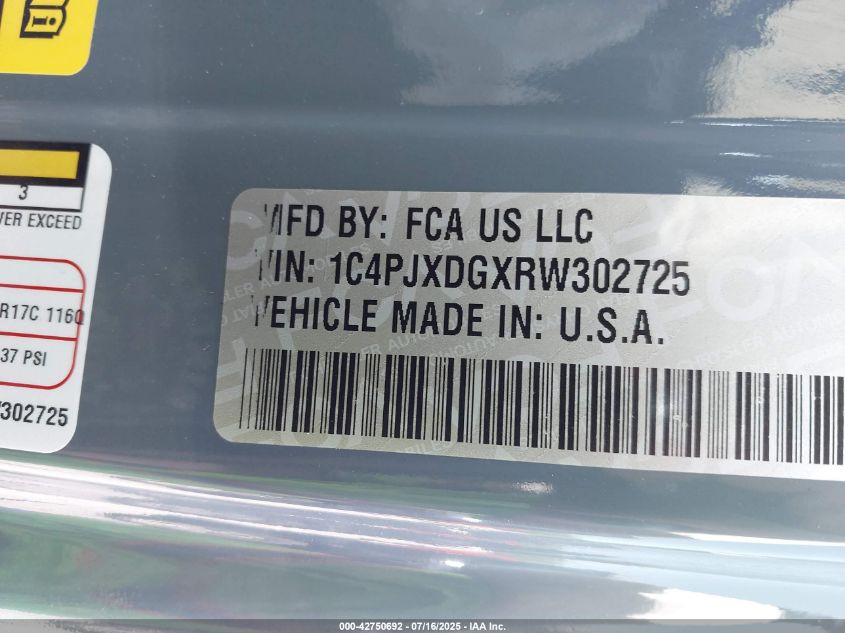 3
VER EXCEED
R17C 116Q
37 PSI
302725
MFD BY: FCA US LLC
VIN: 1C4PJXDGXRW302725
VEHICLE MADE IN: U.S.A.
000-42750692 - 07/16/2025 - IAA Inc.